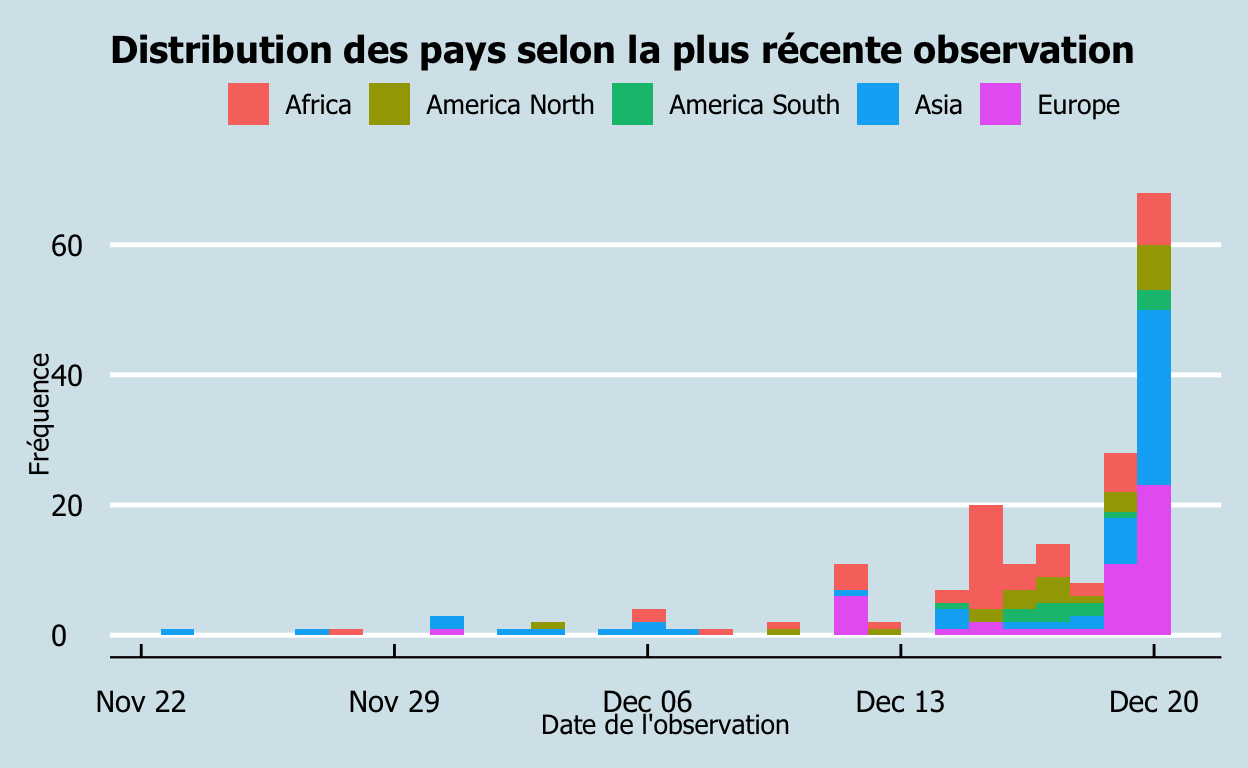 Distribution des pays selon la plus récente observation
Africa America North America South Asia Europe
60
40
20
0
Fréquence
Nov 22 Nov 29 Dec 06 Dec 13 Dec 20
Date de l'observation